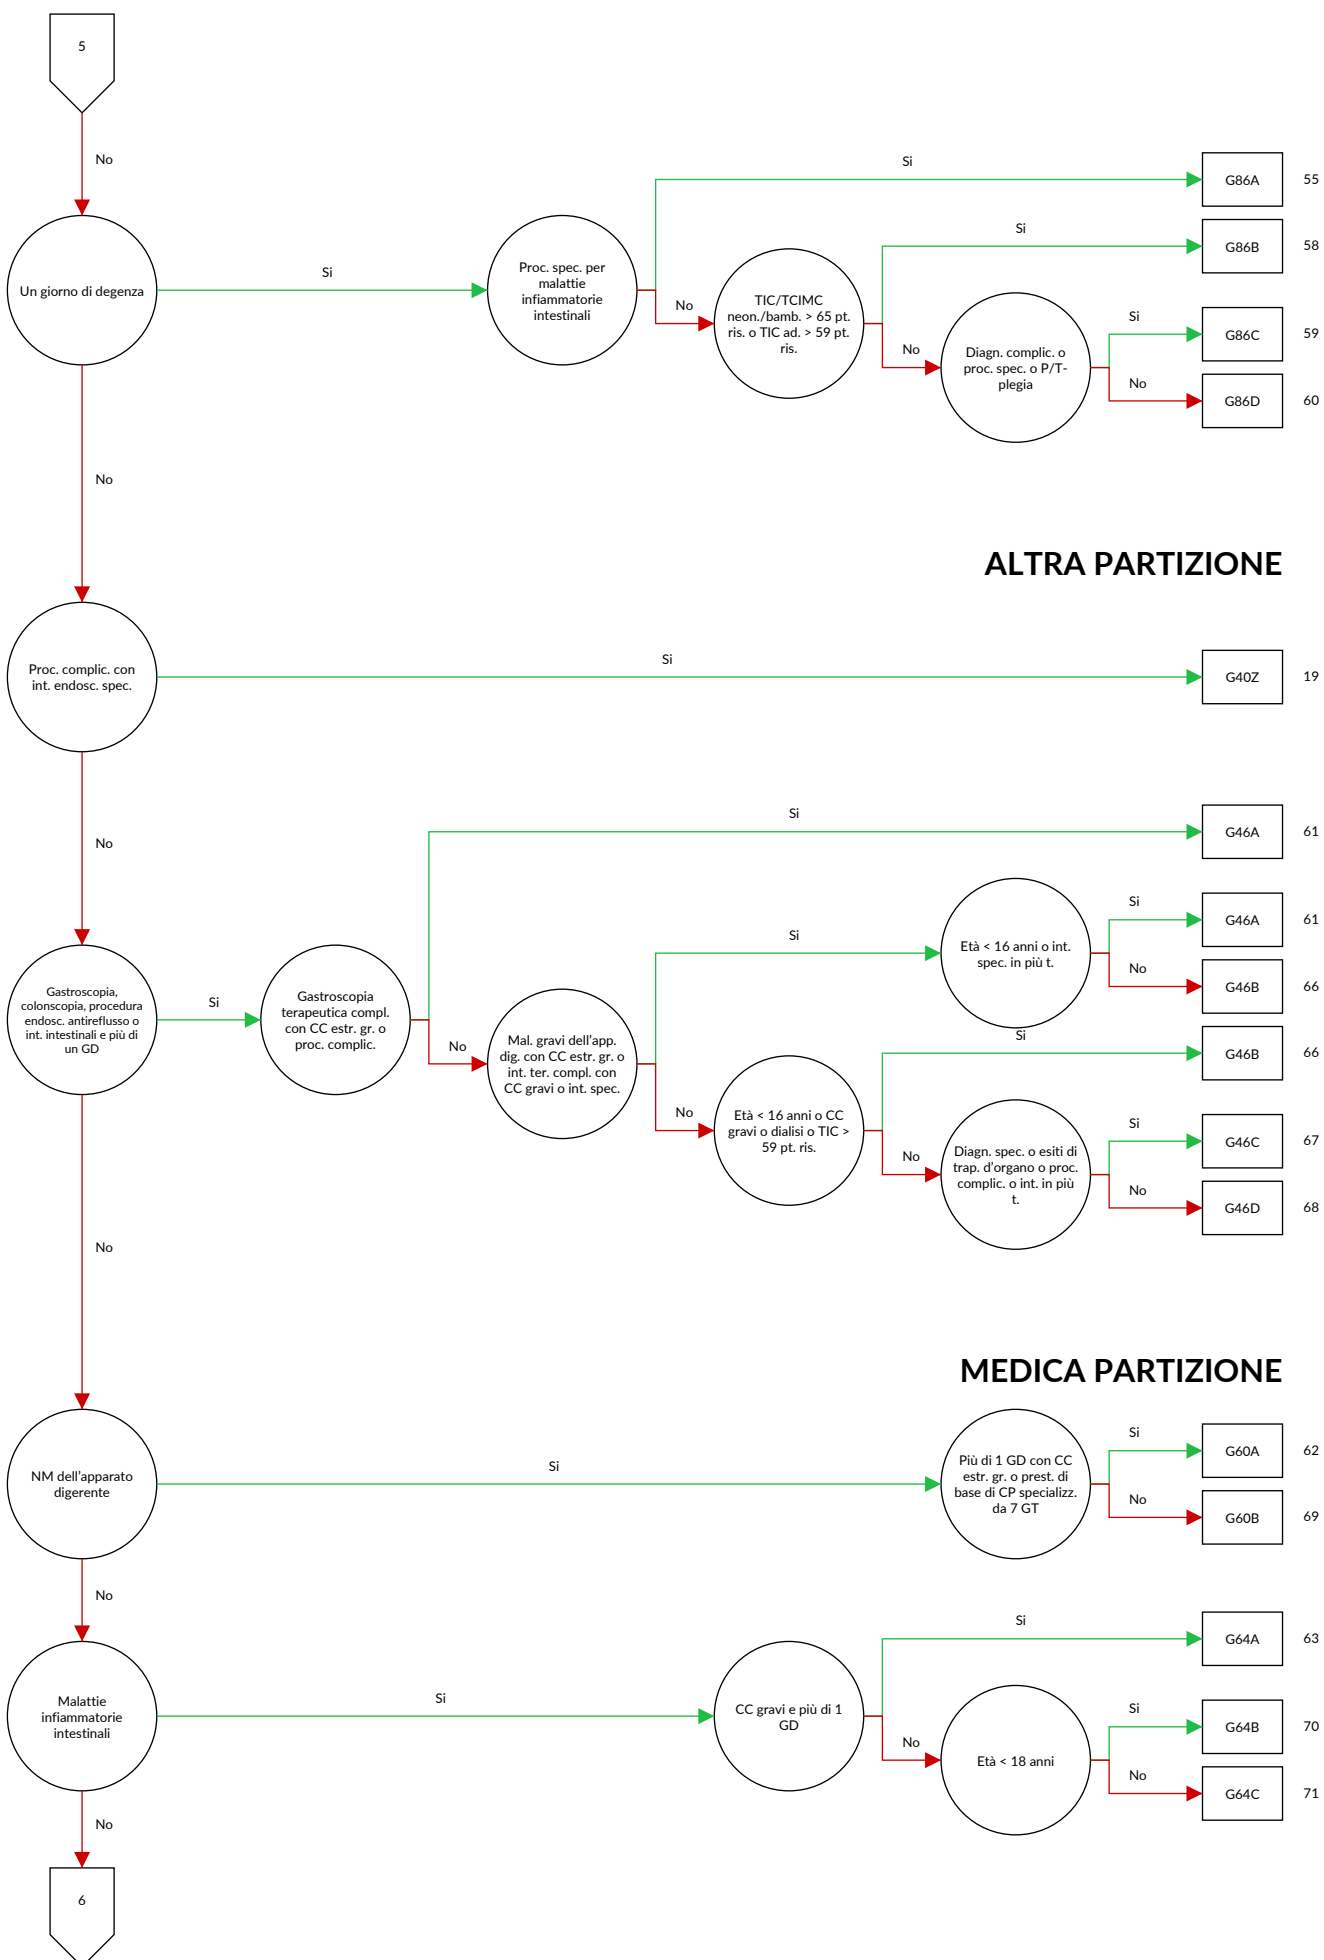 5
No
Si
G86A
55
Si
G86B
58
Un giorno di degenza
Si
Proc. spec. per
malattie
infiammatorie
intestinali
No
TIC/TCIMC
neon./bamb. > 65 pt.
ris. o TIC ad. > 59 pt.
ris.
No
Diagn. complic. o
proc. spec. o P/T-
plegia
Si
G86C
59
No
G86D
60
No
ALTRA PARTIZIONE
Proc. complic. con
int. endosc. spec.
Si
G40Z
19
No
Si
G46A
61
Gastroscopia,
colonscopia, procedura
endosc. antireflusso o
int. intestinali e più di
un GD
Si
Gastroscopia
terapeutica compl.
con CC estr. gr. o
proc. complic.
No
Mal. gravi dell'app.
dig. con CC estr. gr. o
int. ter. compl. con
CC gravi o int. spec.
Si
Età < 16 anni o int.
spec. in più t.
Si
G46A
61
No
G46B
66
No
Età < 16 anni o CC
gravi o dialisi o TIC >
59 pt. ris.
Si
G46B
66
No
Diagn. spec. o esiti di
trap. d'organo o proc.
complic. o int. in più
t.
Si
G46C
67
No
G46D
68
No
MEDICA PARTIZIONE
NM dell'apparato
digerente
Si
Più di 1 GD con CC
estr. gr. o prest. di
base di CP specializz.
da 7 GT
Si
G60A
62
No
G60B
69
No
Malattie
infiammatorie
intestinali
Si
CC gravi e più di 1
GD
Si
G64A
63
No
Età < 18 anni
Si
G64B
70
No
G64C
71
No
6